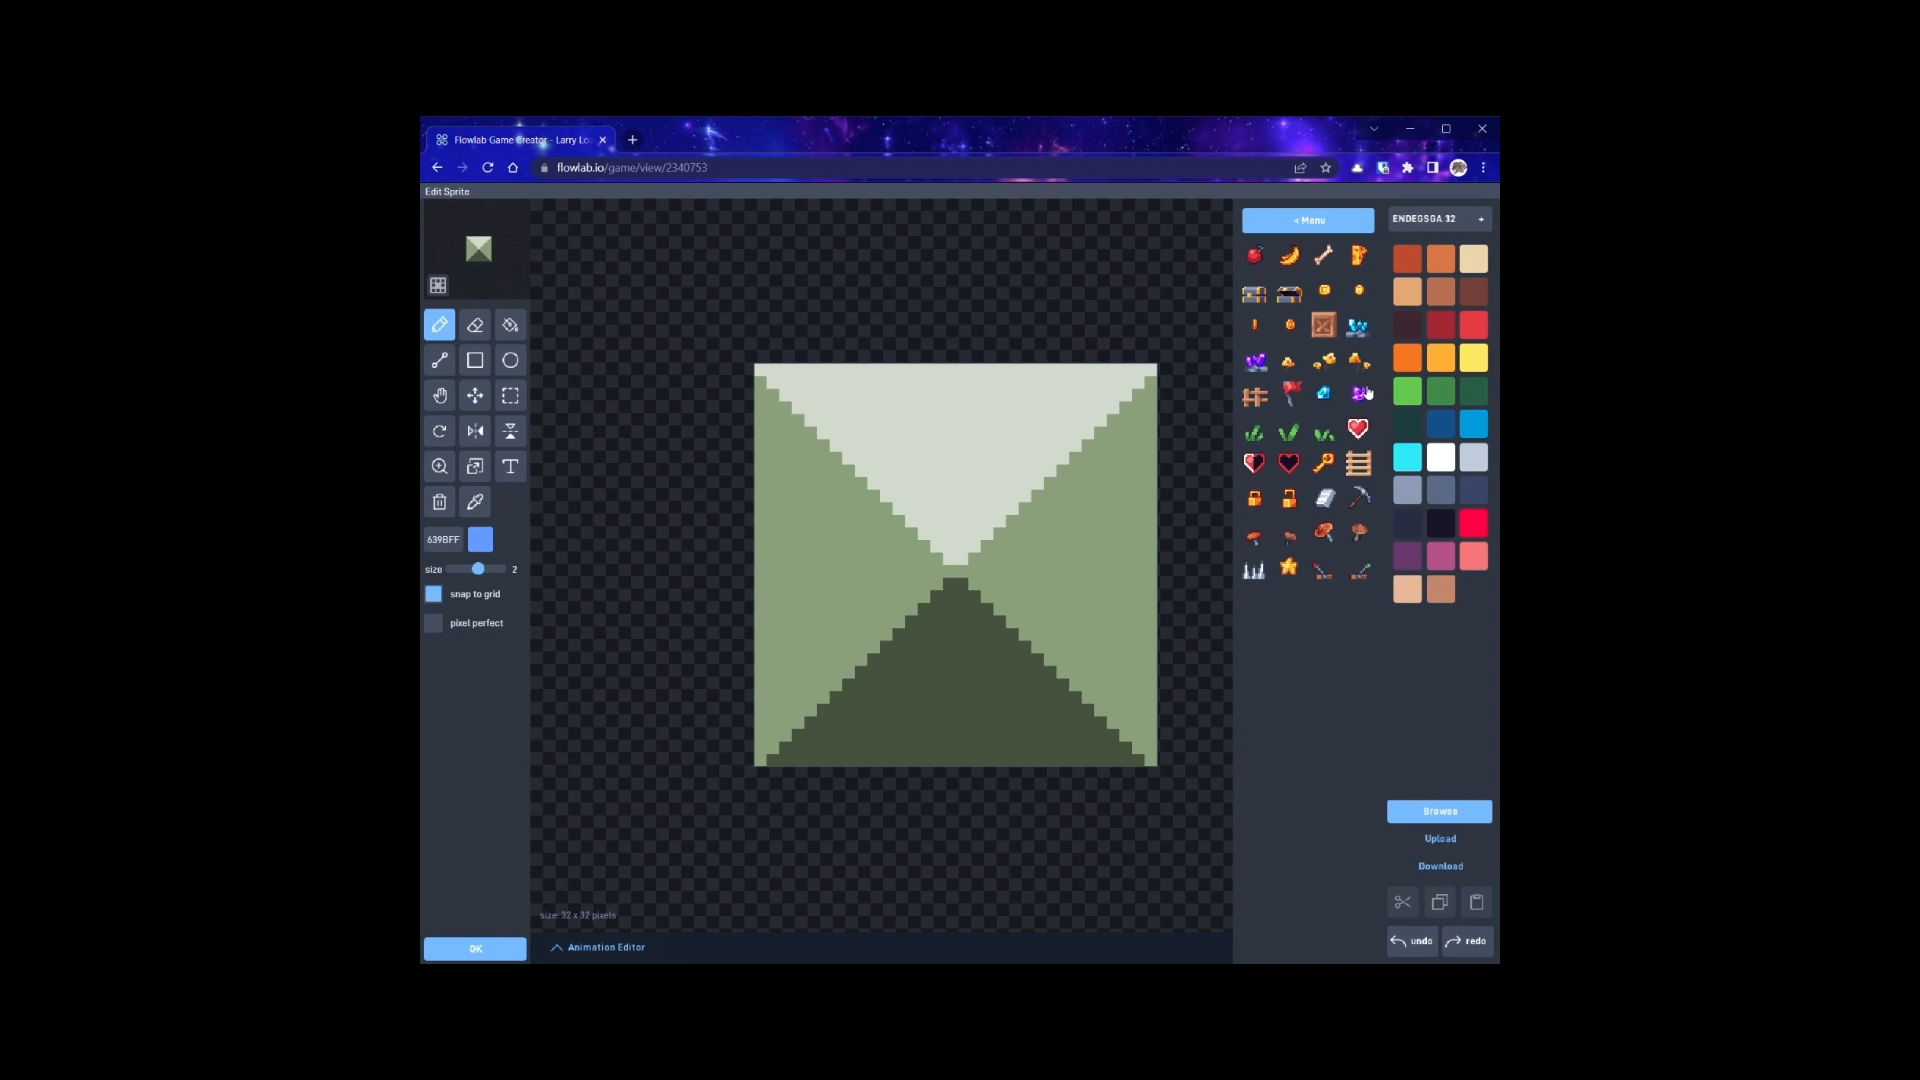 Flowlab Game Creator - Larry Lo
flowlab.io/game/view/2340753
Edit Sprite
< Menu
ENDEGSGA 32 +
639BFF
size 2
snap to grid
pixel perfect
Browse
Upload
Download
size: 32 x 32 pixels
undo redo
OK
Animation Editor